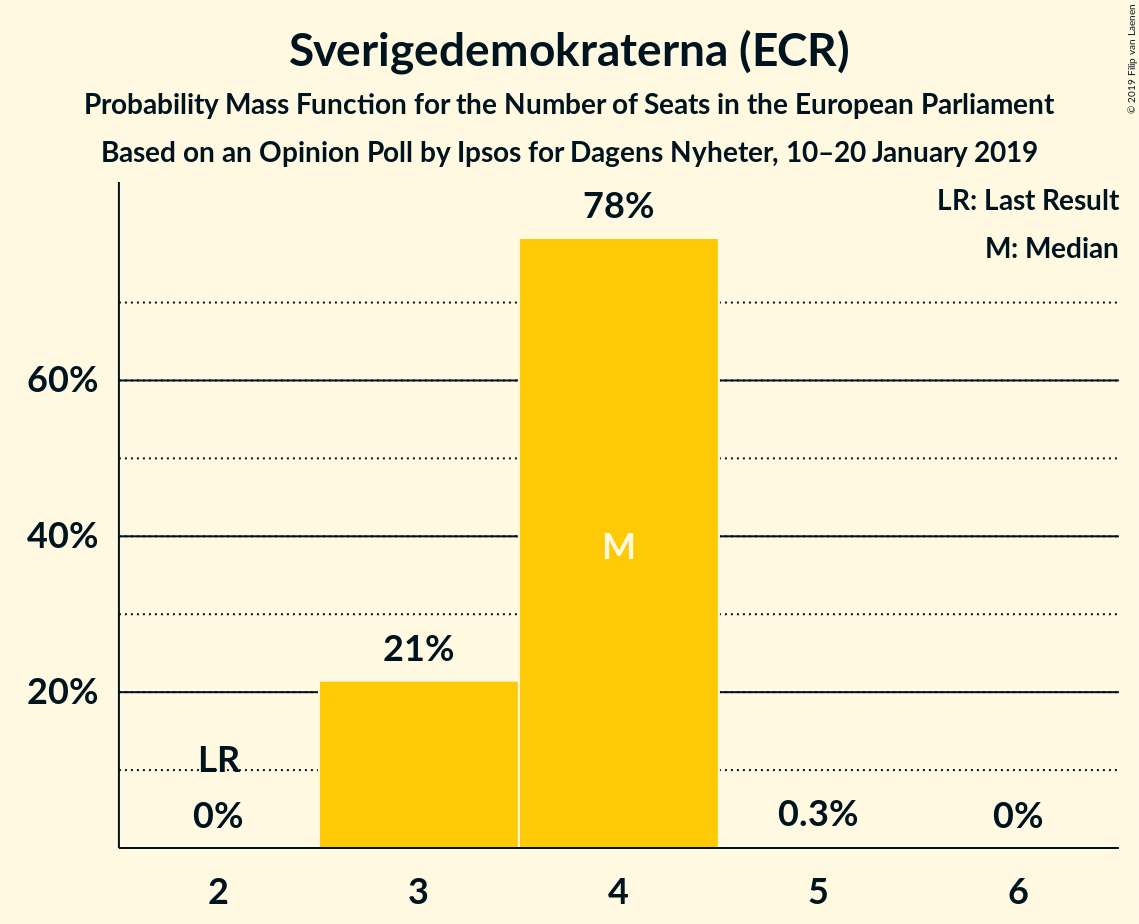 Sverigedemokraterna (ECR)
Probability Mass Function for the Number of Seats in the European Parliament
Based on an Opinion Poll by Ipsos for Dagens Nyheter, 10–20 January 2019
© 2019 Filip van Laenen
LR: Last Result
M: Median
78%
60%
40%
M
21%
20%
LR
0%
0.3%
0%
2
3
4
5
6